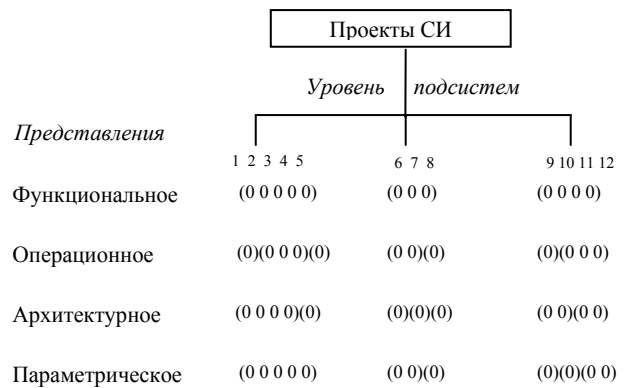 Проекты СИ
Уровень подсистем
Представления
1 2 3 4 5 6 7 8 9 10 11 12
Функциональное (0 0 0 0 0) (0 0 0) (0 0 0 0)
Операционное (0)(0 0 0)(0) (0 0)(0) (0)(0 0 0)
Архитектурное (0 0 0 0)(0) (0)(0)(0) (0 0)(0 0)
Параметрическое (0 0 0 0 0) (0 0)(0) (0)(0)(0 0)